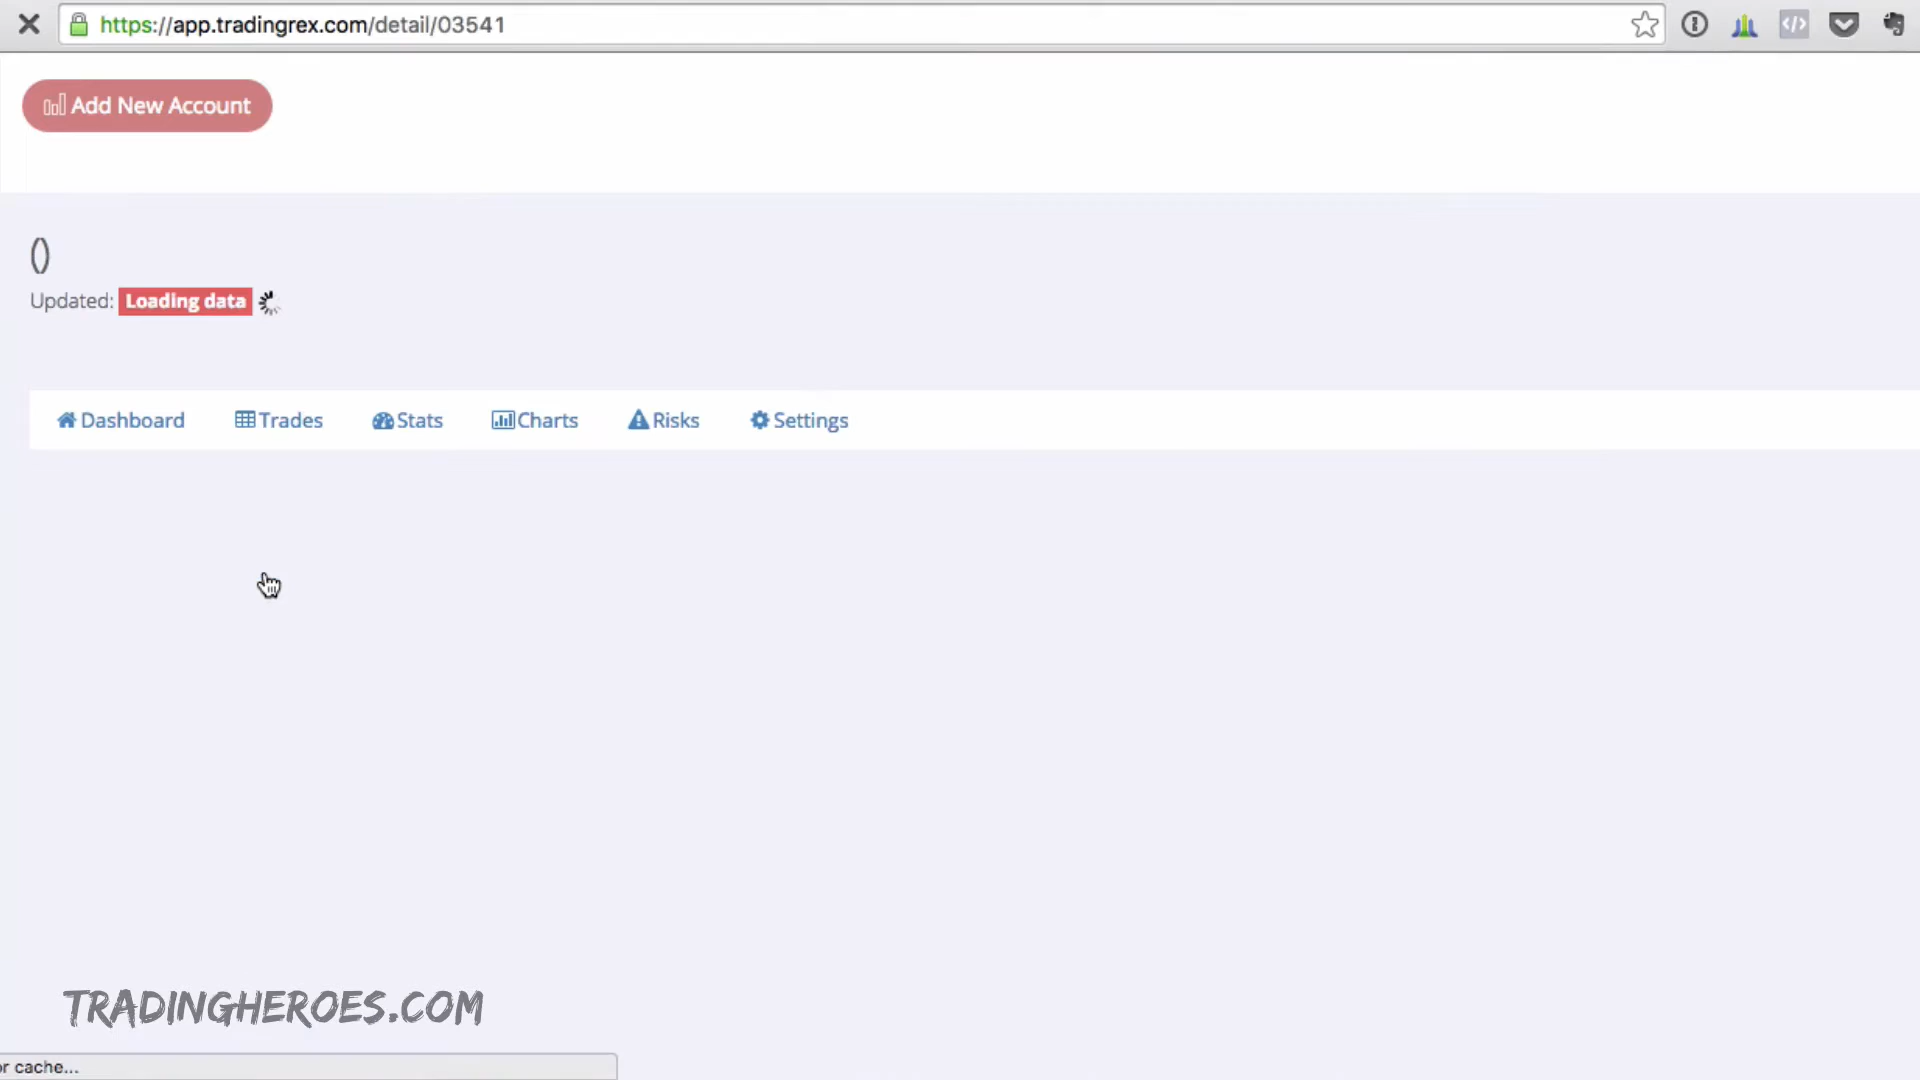 https://app.tradingrex.com/detail/03541
Add New Account
()
Updated: Loading data
Dashboard Trades Stats Charts Risks Settings
TRADINGHEROES.COM
or cache...